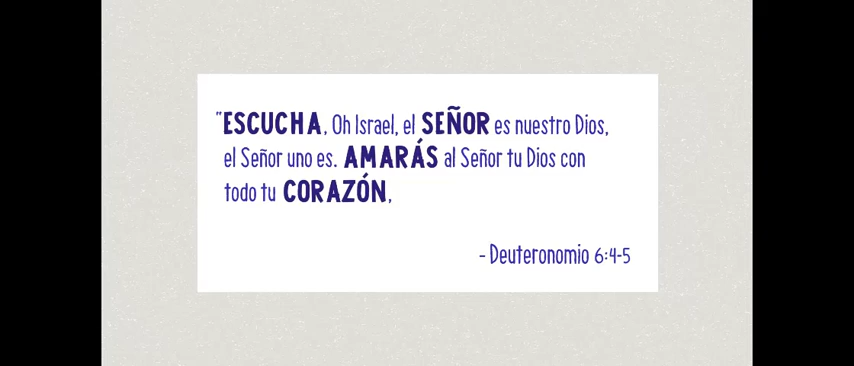 "ESCUCHA, Oh Israel, el SEÑOR es nuestro Dios,
el Señor uno es. AMARÁS al Señor tu Dios con
todo tu CORAZÓN,
- Deuteronomio 6:4-5